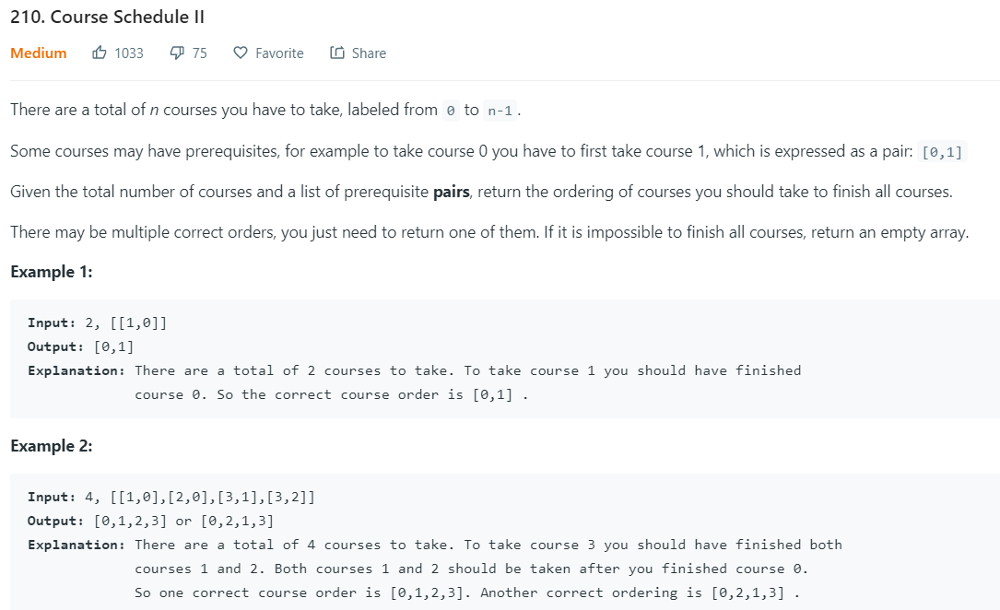 210. Course Schedule II
Medium 1033 75 Favorite Share
There are a total of n courses you have to take, labeled from 0 to n-1.
Some courses may have prerequisites, for example to take course 0 you have to first take course 1, which is expressed as a pair: [0,1]
Given the total number of courses and a list of prerequisite pairs, return the ordering of courses you should take to finish all courses.
There may be multiple correct orders, you just need to return one of them. If it is impossible to finish all courses, return an empty array.
Example 1:
Input: 2, [[1,0]]
Output: [0,1]
Explanation: There are a total of 2 courses to take. To take course 1 you should have finished
course 0. So the correct course order is [0,1] .
Example 2:
Input: 4, [[1,0],[2,0],[3,1],[3,2]]
Output: [0,1,2,3] or [0,2,1,3]
Explanation: There are a total of 4 courses to take. To take course 3 you should have finished both
courses 1 and 2. Both courses 1 and 2 should be taken after you finished course 0.
So one correct course order is [0,1,2,3]. Another correct ordering is [0,2,1,3] .